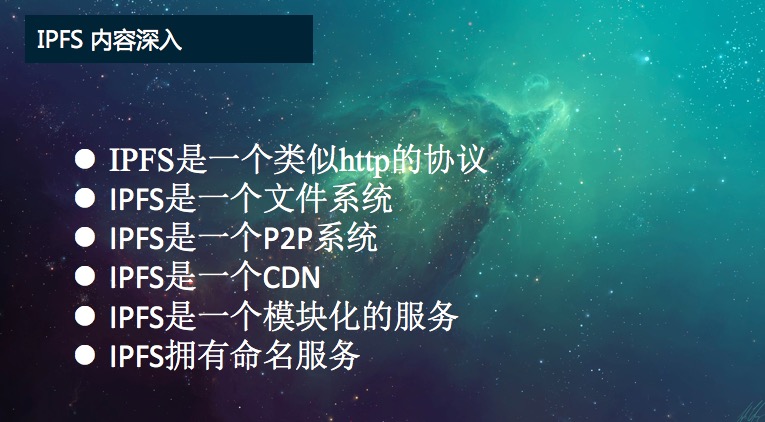 IPFS 内容深入
● IPFS是一个类似http的协议
● IPFS是一个文件系统
● IPFS是一个P2P系统
● IPFS是一个CDN
● IPFS是一个模块化的服务
● IPFS拥有命名服务